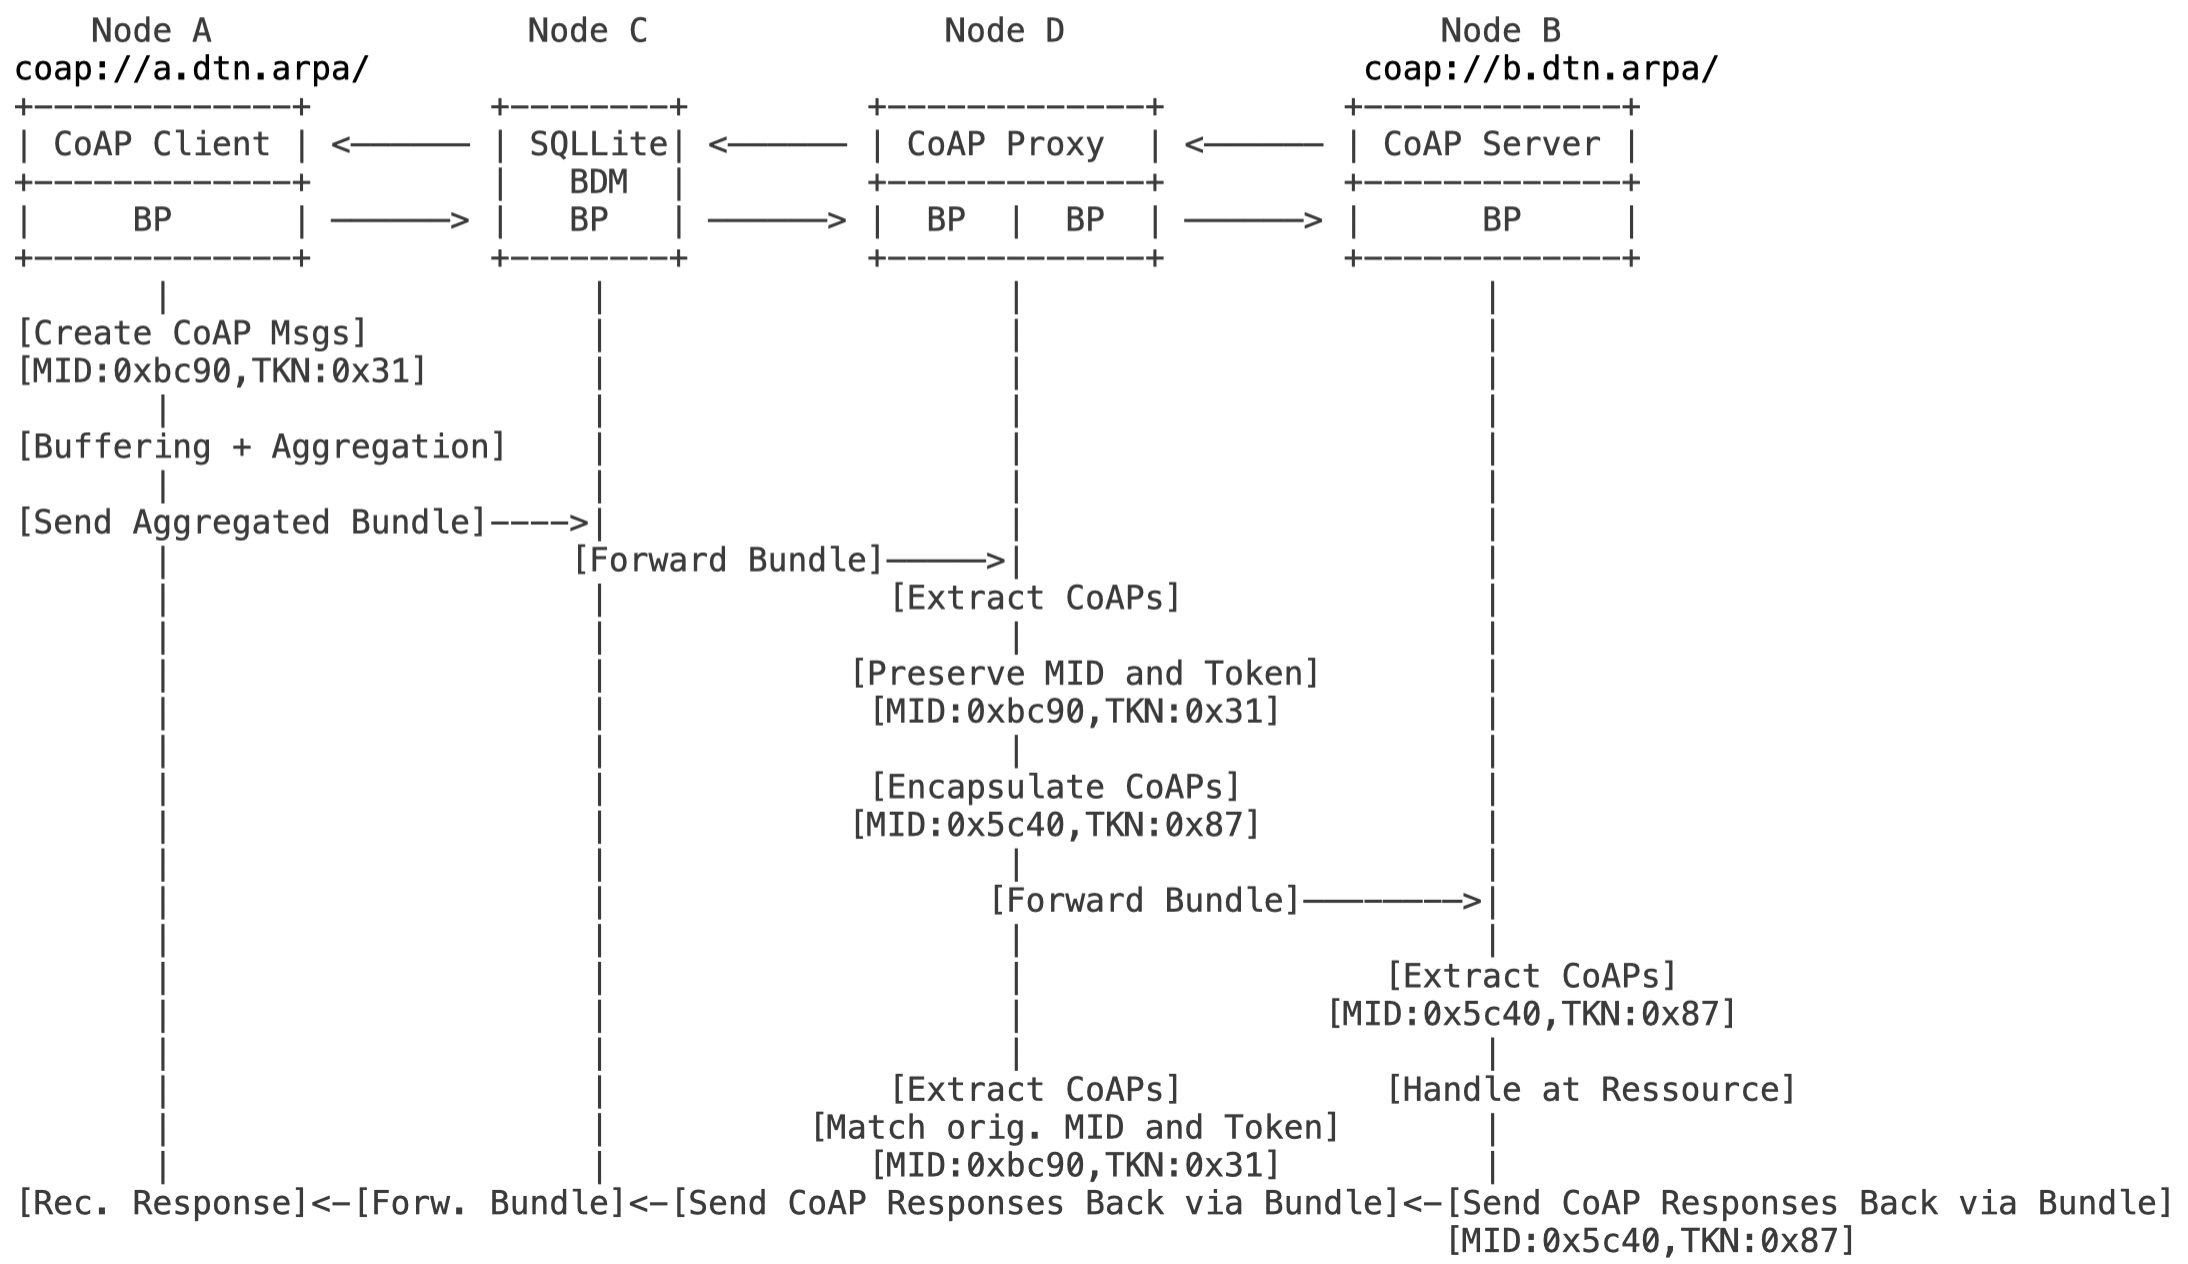 Node A Node C Node D Node B
coap://a.dtn.arpa/ coap://b.dtn.arpa/
+-------------+ +--------+ +-------------+ +-------------+
| CoAP Client | <—————— | SQLLite| <—————— | CoAP Proxy | <—————— | CoAP Server |
+-------------+ | BDM | +-------------+ +-------------+
| BP | ——————> | BP | ——————> | BP | BP | ——————> | BP |
+-------------+ +--------+ +-------------+ +-------------+
[Create CoAP Msgs]
[MID:0xbc90,TKN:0x31]
[Buffering + Aggregation]
[Send Aggregated Bundle]---->|
[Forward Bundle]—————>|
[Extract CoAPs]
[Preserve MID and Token]
[MID:0xbc90,TKN:0x31]
[Encapsulate CoAPs]
[MID:0x5c40,TKN:0x87]
[Forward Bundle]————————>|
[Extract CoAPs]
[MID:0x5c40,TKN:0x87]
[Extract CoAPs] [Handle at Ressource]
[Match orig. MID and Token]
[MID:0xbc90,TKN:0x31]
[Rec. Response]<-[Forw. Bundle]<-[Send CoAP Responses Back via Bundle]<-[Send CoAP Responses Back via Bundle]
[MID:0x5c40,TKN:0x87]